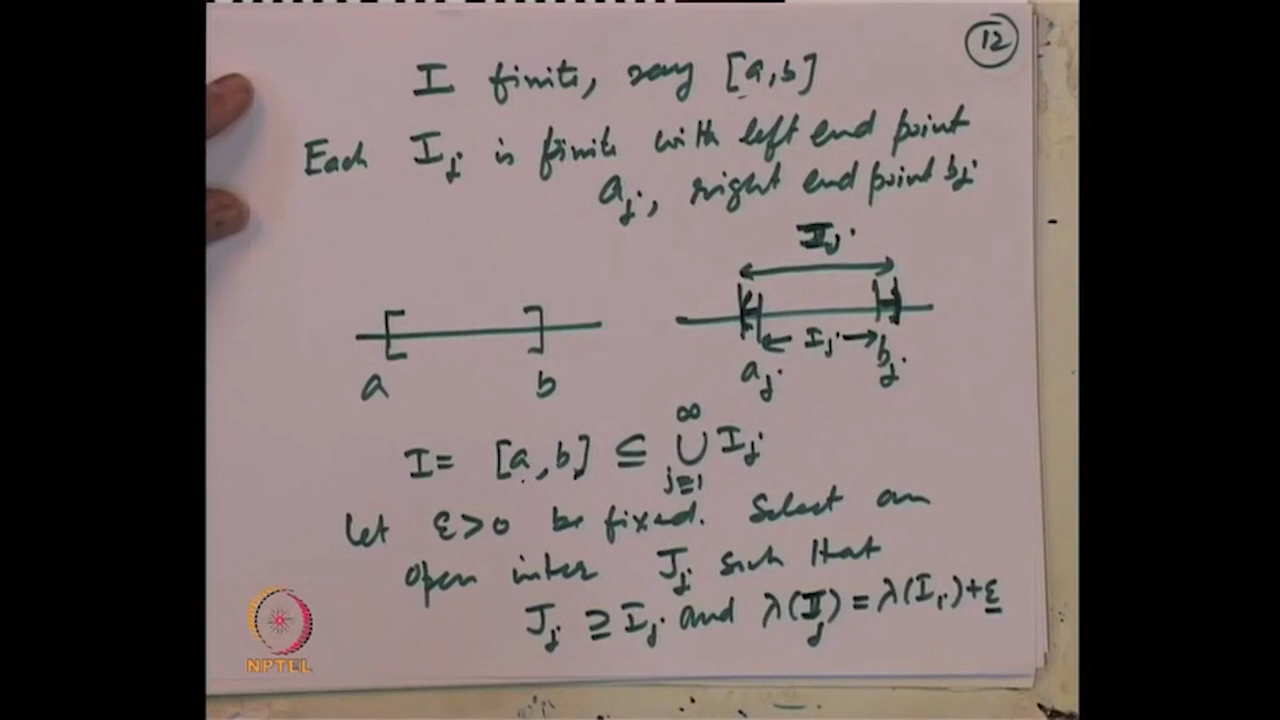 12
I finite, say [a,b]
Each I_j is finite with left end point
a_j, right end point b_j
I_j
I_j
a b a_j b_j
I = [a,b] ⊆ ∞ ∪ j=1 I_j
Let ε>0 be fixed. Select an
open inter J_j such that
J_j ⊇ I_j and λ(J_j) = λ(I_j)+ε
NPTEL